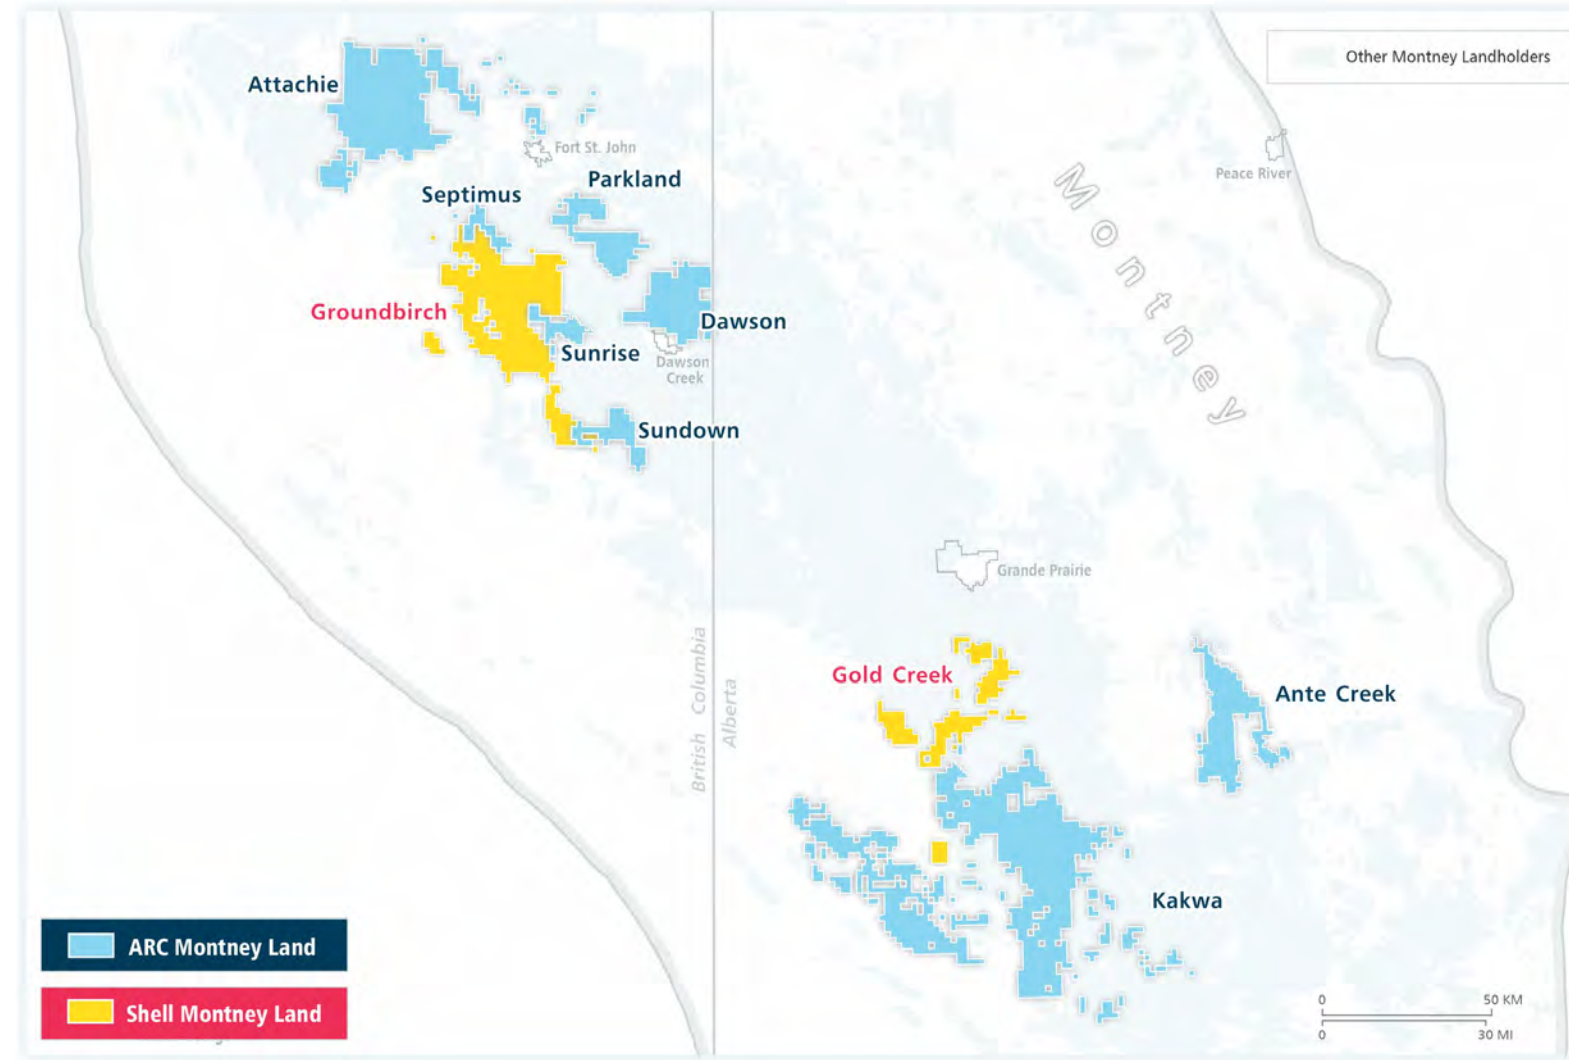 Other Montney Landholders
Attachie
Fort St. John
Peace River
Parkland
Septimus
Montney
Groundbirch
Dawson
Sunrise
Dawson
Creek
Sundown
Grande Prairie
British Columbia
Alberta
Gold Creek
Ante Creek
Kakwa
ARC Montney Land
Shell Montney Land
0 50 KM
0 30 MI